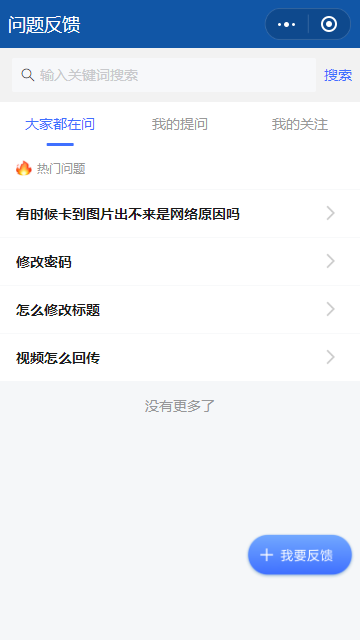 问题反馈
输入关键词搜索 搜索
大家都在问 我的提问 我的关注
热门问题
有时候卡到图片出不来是网络原因吗
修改密码
怎么修改标题
视频怎么回传
没有更多了
我要反馈